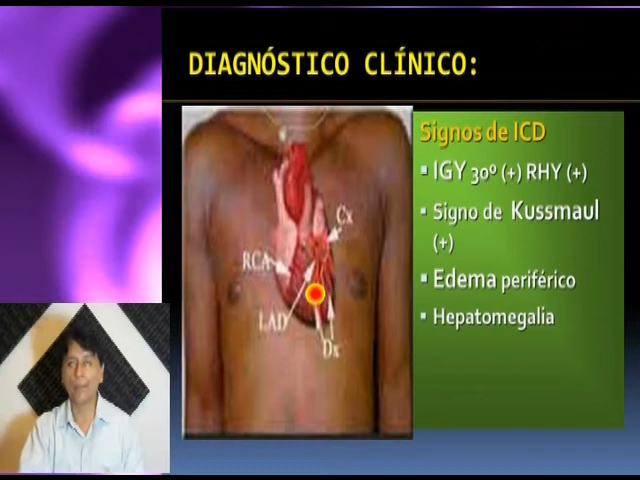 DIAGNÓSTICO CLÍNICO:
Signos de ICD
IGY 30º (+) RHY (+)
Signo de Kussmaul
(+)
Edema periférico
Hepatomegalia
Cx
RCA
LAD
Dx